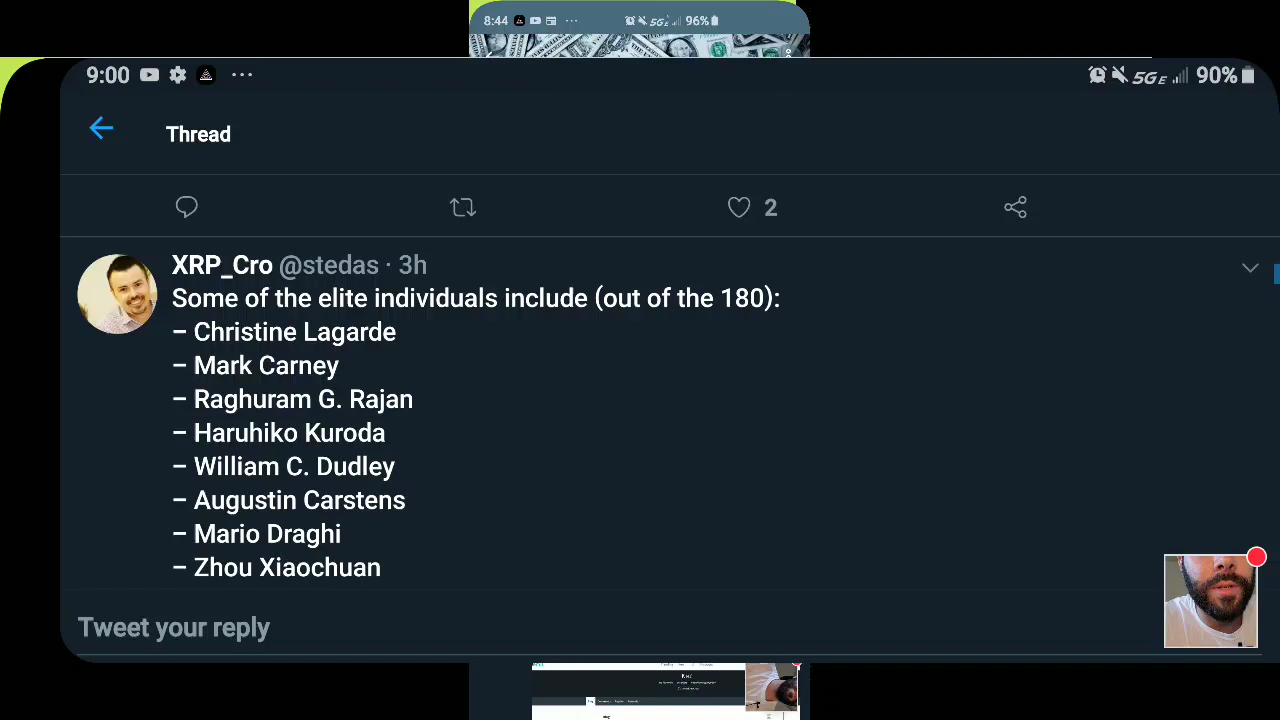 8:44
5GE
96%
9:00
5GE
90%
Thread
2
XRP_Cro @stedas · 3h
Some of the elite individuals include (out of the 180):
– Christine Lagarde
– Mark Carney
– Raghuram G. Rajan
– Haruhiko Kuroda
– William C. Dudley
– Augustin Carstens
– Mario Draghi
– Zhou Xiaochuan
Tweet your reply